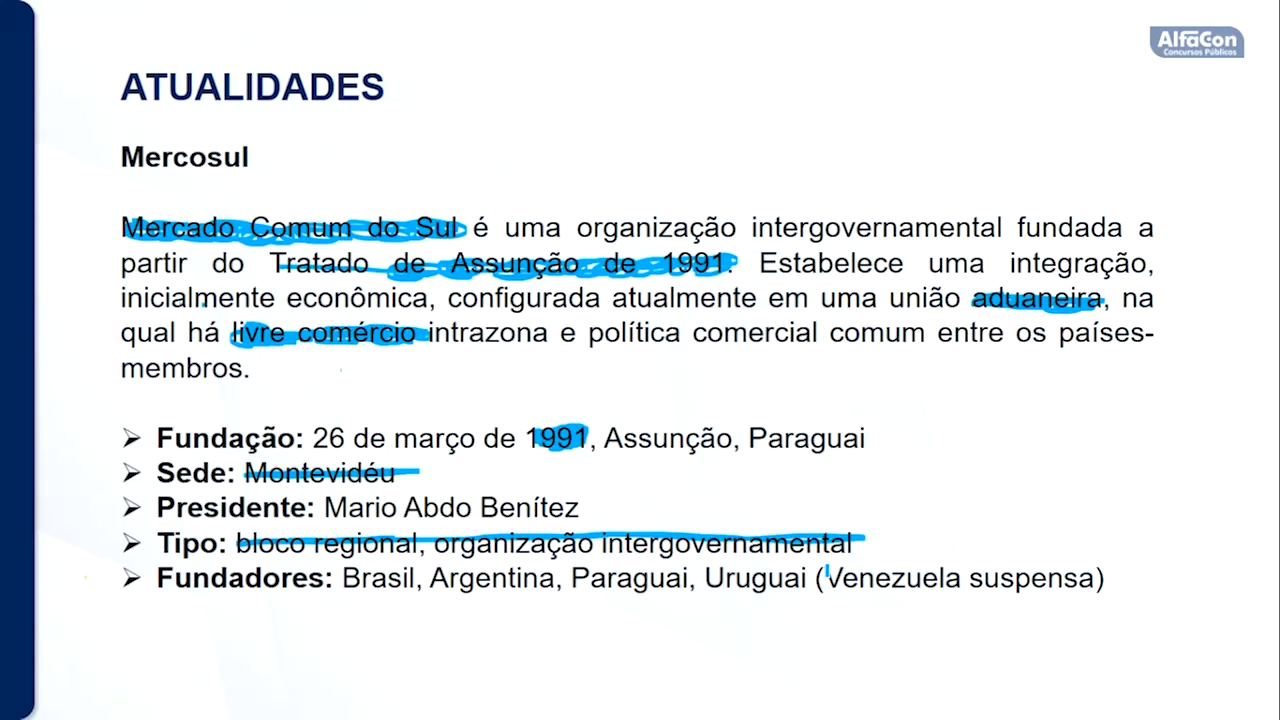 AlfaCon
Concursos Públicos
ATUALIDADES
Mercosul
Mercado Comum do Sul é uma organização intergovernamental fundada a
partir do Tratado de Assunção de 1991. Estabelece uma integração,
inicialmente econômica, configurada atualmente em uma união aduaneira, na
qual há livre comércio intrazona e política comercial comum entre os países-
membros.
➢ Fundação: 26 de março de 1991, Assunção, Paraguai
➢ Sede: Montevidéu
➢ Presidente: Mario Abdo Benítez
➢ Tipo: bloco regional, organização intergovernamental
➢ Fundadores: Brasil, Argentina, Paraguai, Uruguai (Venezuela suspensa)